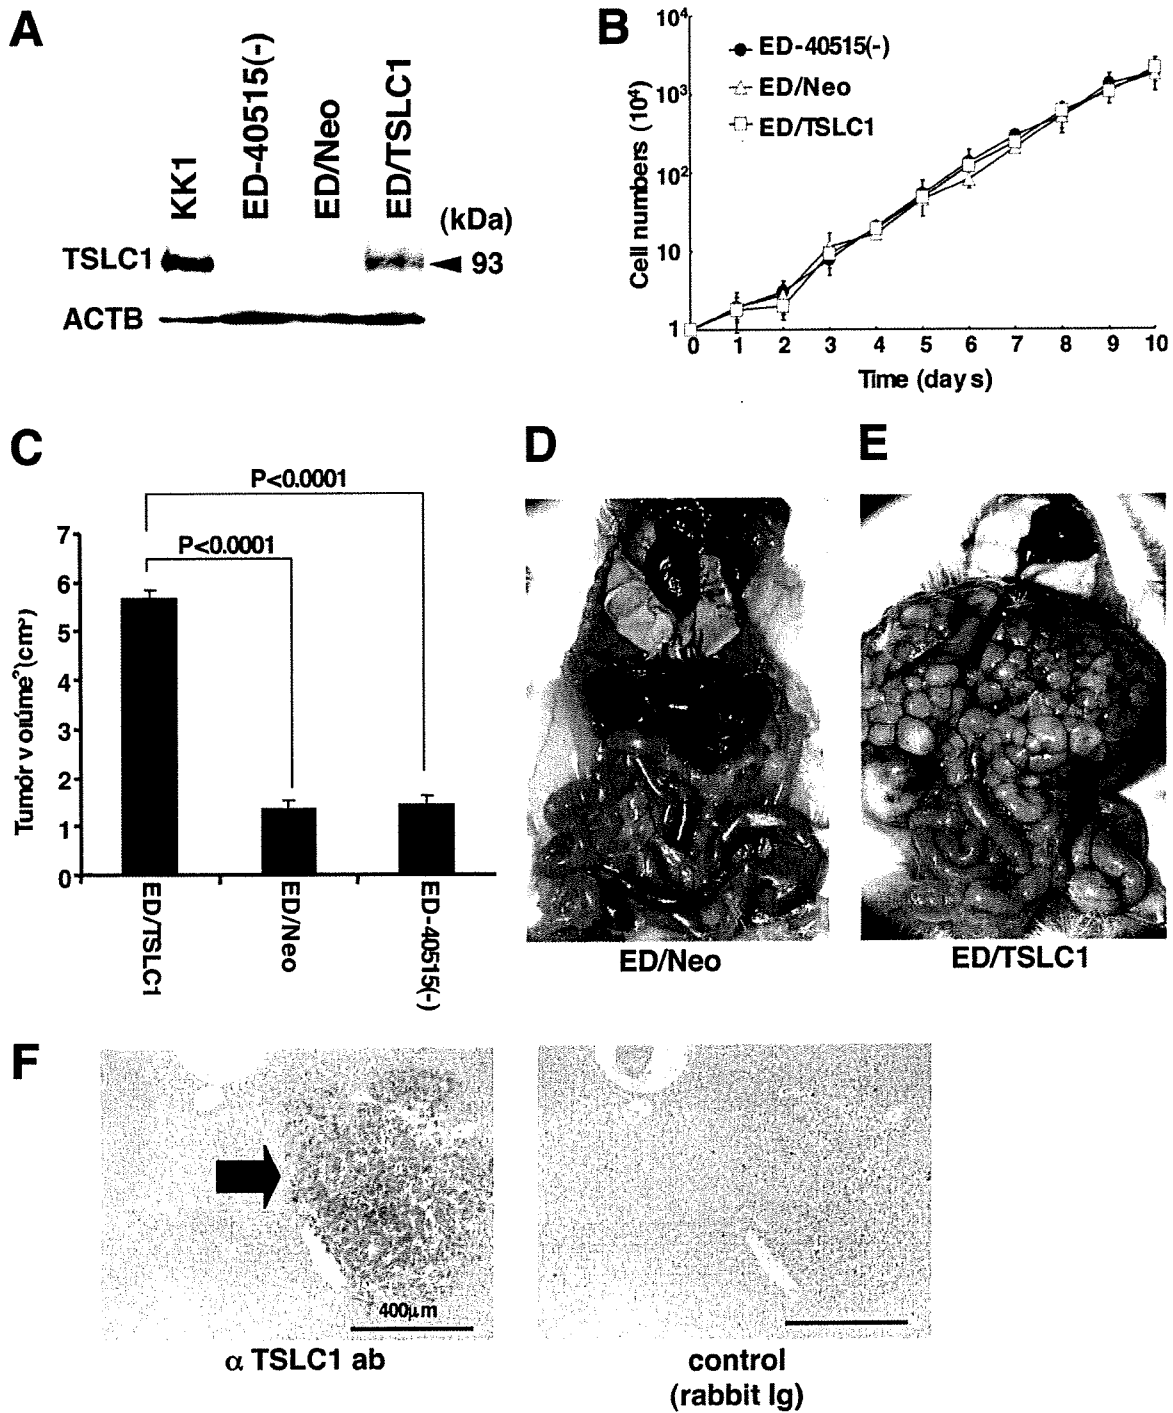 A
KK1
ED-40515(-)
ED/Neo
ED/TSLC1
(kDa)
TSLC1
93
ACTB
B
ED-40515(-)
ED/Neo
ED/TSLC1
Cell numbers (10⁴)
10⁴
10³
10²
10
1
0 1 2 3 4 5 6 7 8 9 10
Time (days)
C
P<0.0001
P<0.0001
Tumor volume (cm³)
7
6
5
4
3
2
1
0
ED/TSLC1
ED/Neo
ED-40515(-)
D
ED/Neo
E
ED/TSLC1
F
400μm
α TSLC1 ab
control
(rabbit Ig)